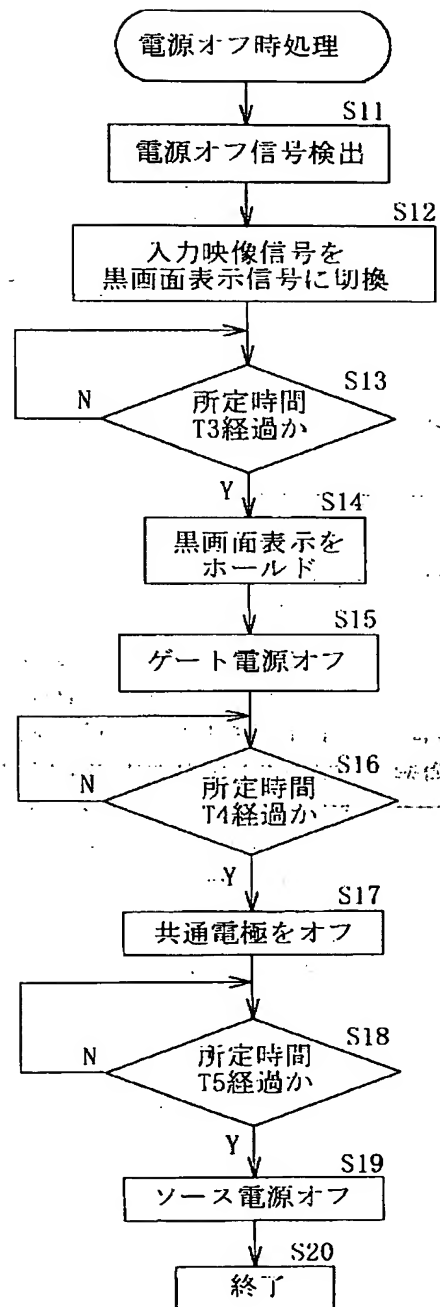 電源オフ時処理
S11
電源オフ信号検出
S12
入力映像信号を
黒画面表示信号に切換
S13
所定時間
T3経過か
N
Y
S14
黒画面表示を
ホールド
S15
ゲート電源オフ
S16
所定時間
T4経過か
N
Y
S17
共通電極をオフ
S18
所定時間
T5経過か
N
Y
S19
ソース電源オフ
S20
終了